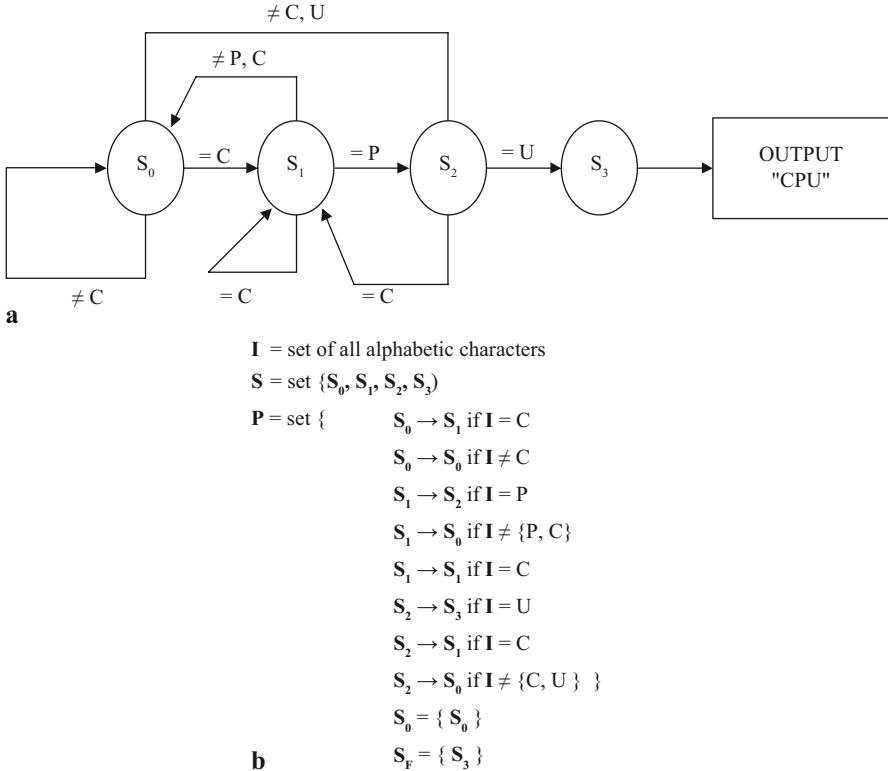 ≠ C, U
≠ P, C
S₀
= C
S₁
= P
S₂
= U
S₃
OUTPUT
"CPU"
≠ C
= C
= C
a
I = set of all alphabetic characters
S = set {S₀, S₁, S₂, S₃)
P = set { S₀ → S₁ if I = C
S₀ → S₀ if I ≠ C
S₁ → S₂ if I = P
S₁ → S₀ if I ≠ {P, C}
S₁ → S₁ if I = C
S₂ → S₃ if I = U
S₂ → S₁ if I = C
S₂ → S₀ if I ≠ {C, U } }
S₀ = { S₀ }
b S_F = { S₃ }